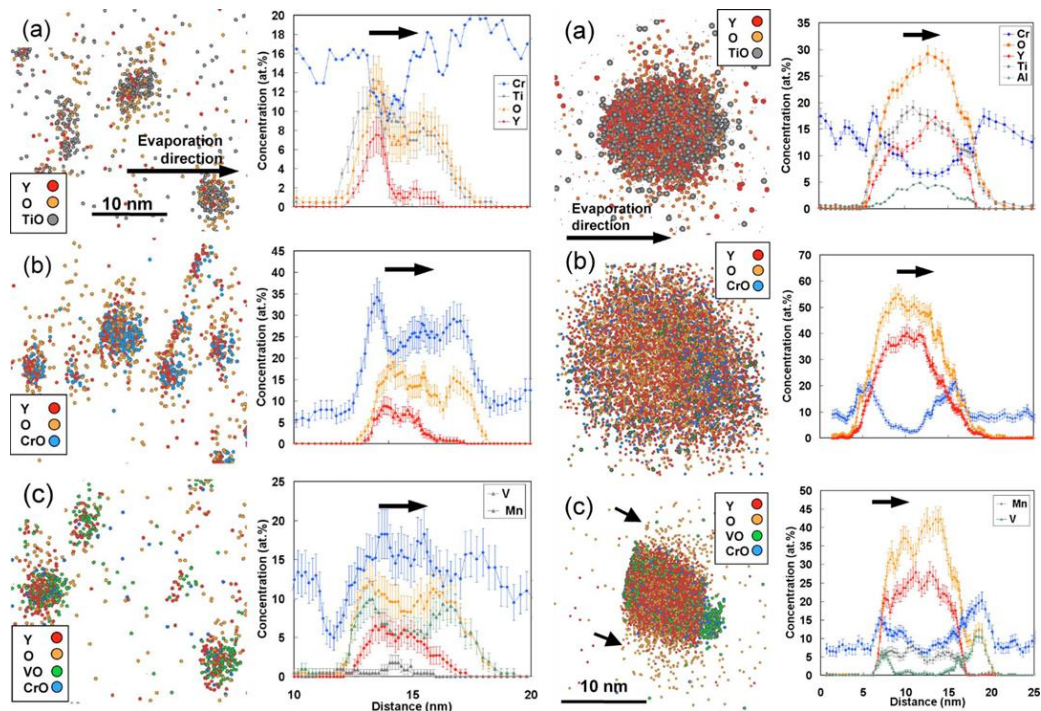 (a)
Evaporation
direction
10 nm
Y
O
TiO
Concentration (at.%)
20
18
16
14
12
10
8
6
4
2
0
Cr
Ti
O
Y
(b)
Y
O
CrO
Concentration (at.%)
45
40
35
30
25
20
15
10
5
0
(c)
Y
O
VO
CrO
Concentration (at.%)
25
20
15
10
5
0
V
Mn
10
15
20
Distance (nm)
(a)
Y
O
TiO
Evaporation
direction
Concentration (at.%)
35
30
25
20
15
10
5
0
Cr
O
Y
Ti
Al
(b)
Y
O
CrO
Concentration (at.%)
70
60
50
40
30
20
10
0
(c)
Y
O
VO
CrO
10 nm
Concentration (at.%)
50
45
40
35
30
25
20
15
10
5
0
Mn
V
0
5
10
15
20
25
Distance (nm)